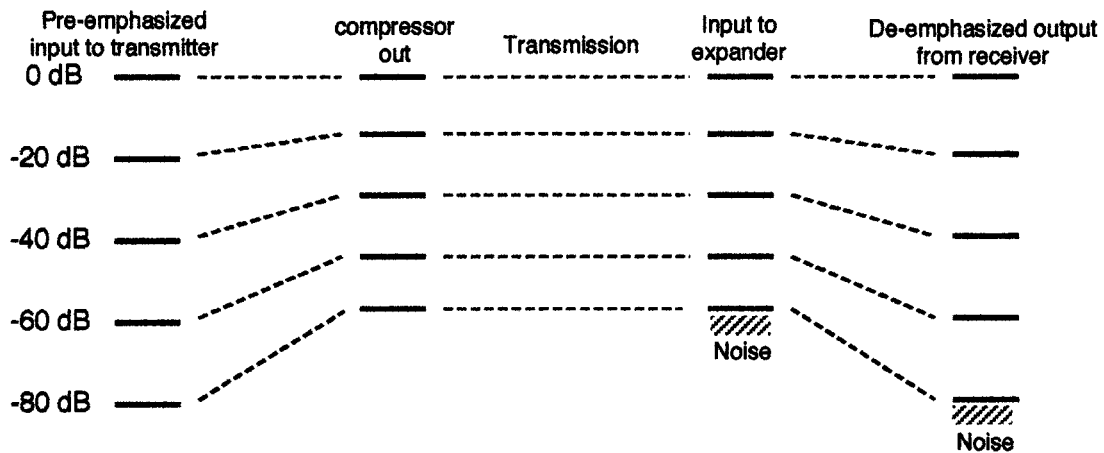 Pre-emphasized
input to transmitter
compressor
out
Transmission
Input to
expander
De-emphasized output
from receiver
0 dB
-20 dB
-40 dB
-60 dB
-80 dB
Noise
Noise